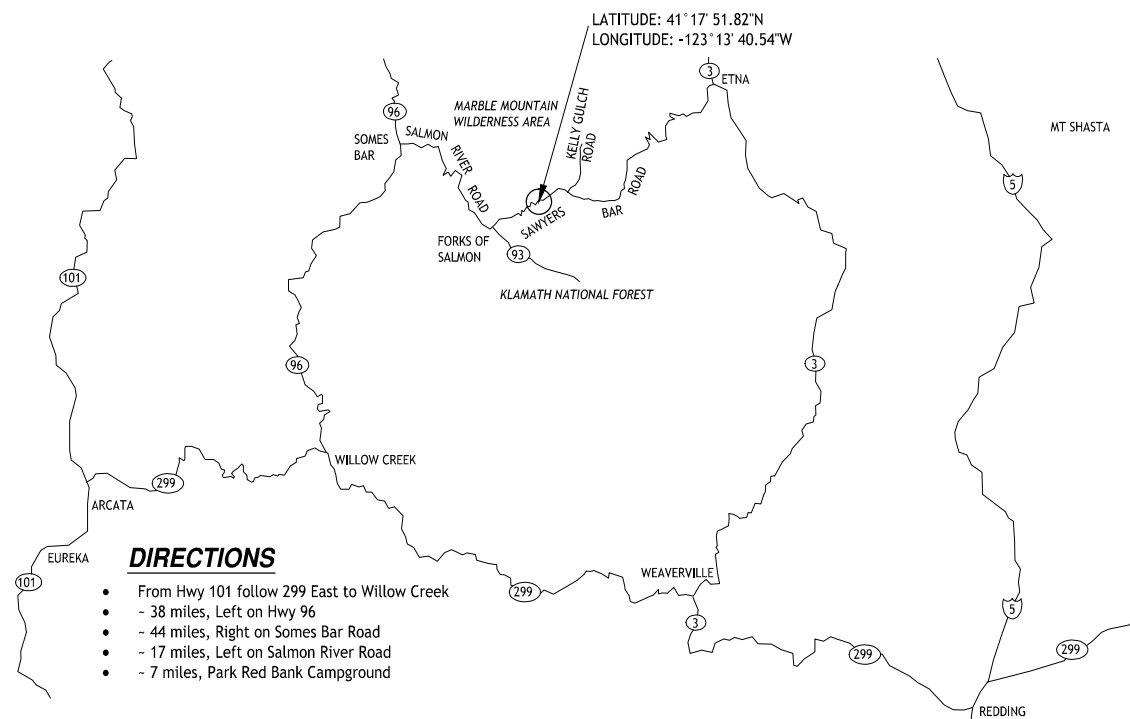 LATITUDE: 41° 17' 51.82"N
LONGITUDE: -123° 13' 40.54"W
3
ETNA
96
MARBLE MOUNTAIN
WILDERNESS AREA
KELLY GULCH
ROAD
MT SHASTA
SOMES
BAR
SALMON
RIVER
ROAD
5
SAWYERS
BAR
ROAD
FORKS OF
SALMON
93
101
KLAMATH NATIONAL FOREST
96
3
WILLOW CREEK
299
ARCATA
EUREKA
101
DIRECTIONS
• From Hwy 101 follow 299 East to Willow Creek
• ~ 38 miles, Left on Hwy 96
• ~ 44 miles, Right on Somes Bar Road
• ~ 17 miles, Left on Salmon River Road
• ~ 7 miles, Park Red Bank Campground
WEAVERVILLE
299
3
5
299
299
REDDING